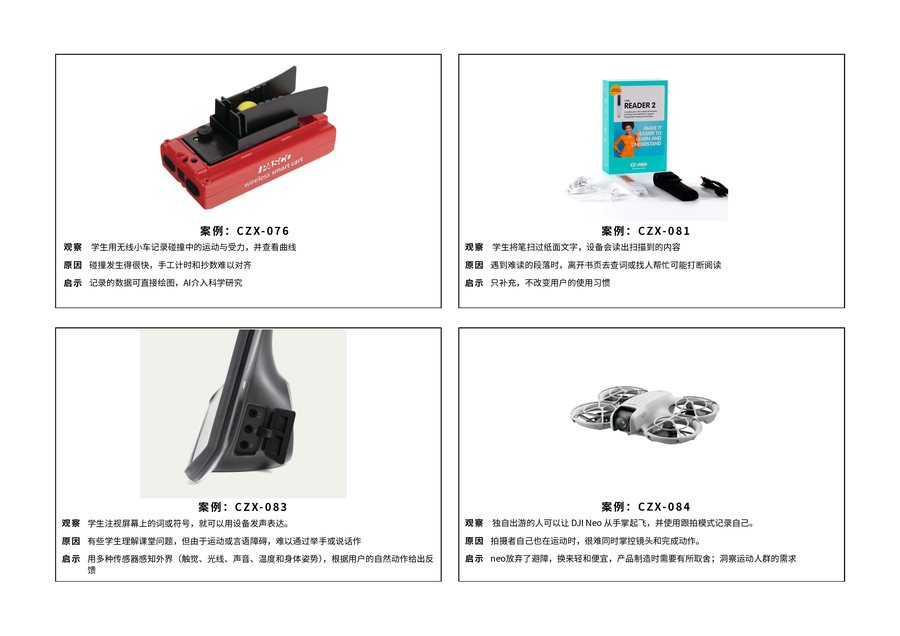 PASCO
wireless smart cart
案例：CZX-076
观察 学生用无线小车记录碰撞中的运动与受力，并查看曲线
原因 碰撞发生得很快，手工计时和抄数难以对齐
启示 记录的数据可直接绘图，AI介入科学研究
READER 2
MAKE IT
EASIER TO
LEARN AND
UNDERSTAND
案例：CZX-081
观察 学生将笔扫过纸面文字，设备会读出扫描到的内容
原因 遇到难读的段落时，离开书页去查词或找人帮忙可能打断阅读
启示 只补充，不改变用户的使用习惯
案例：CZX-083
观察 学生注视屏幕上的词或符号，就可以用设备发声表达。
原因 有些学生理解课堂问题，但由于运动或言语障碍，难以通过举手或说话作
启示 用多种传感器感知外界（触觉、光线、声音、温度和身体姿势），根据用户的自然动作给出反
馈
案例：CZX-084
观察 独自出游的人可以让 DJI Neo 从手掌起飞，并使用跟拍模式记录自己。
原因 拍摄者自己也在运动时，很难同时掌控镜头和完成动作。
启示 neo放弃了避障，换来轻和便宜，产品制造时需要有所取舍；洞察运动人群的需求